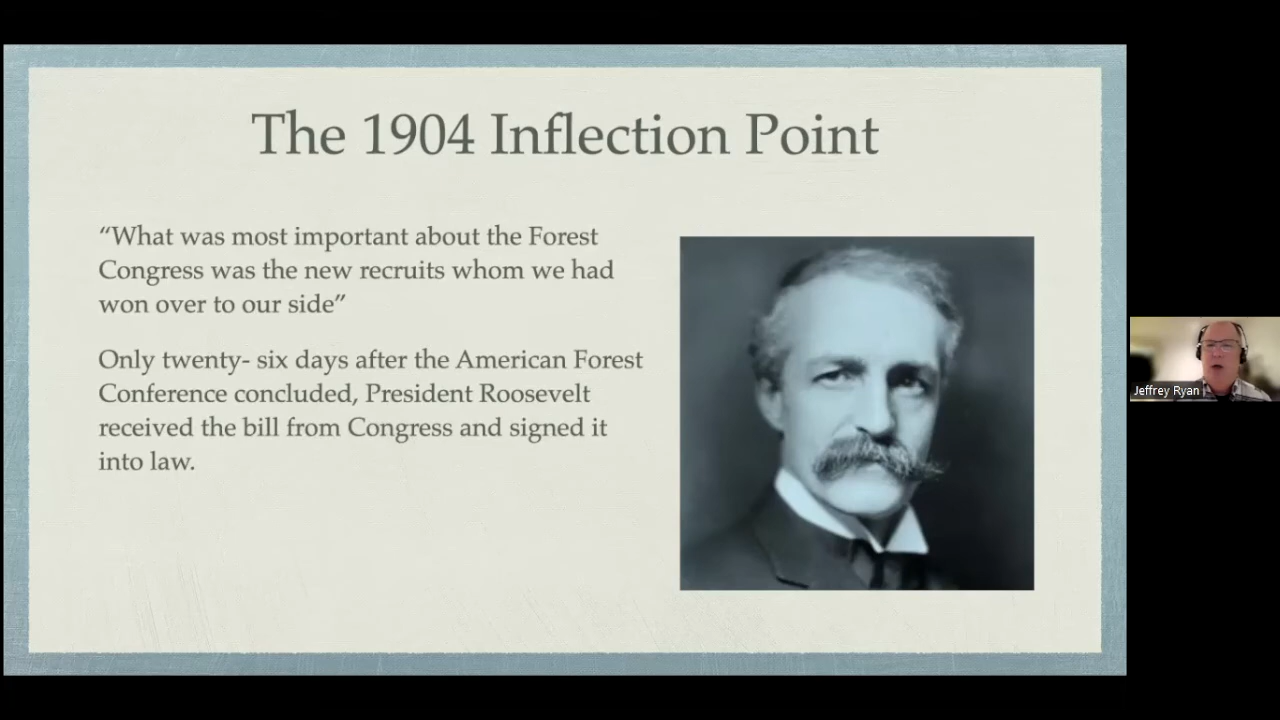 The 1904 Inflection Point
“What was most important about the Forest
Congress was the new recruits whom we had
won over to our side”
Only twenty- six days after the American Forest
Conference concluded, President Roosevelt
received the bill from Congress and signed it
into law.
Jeffrey Ryan